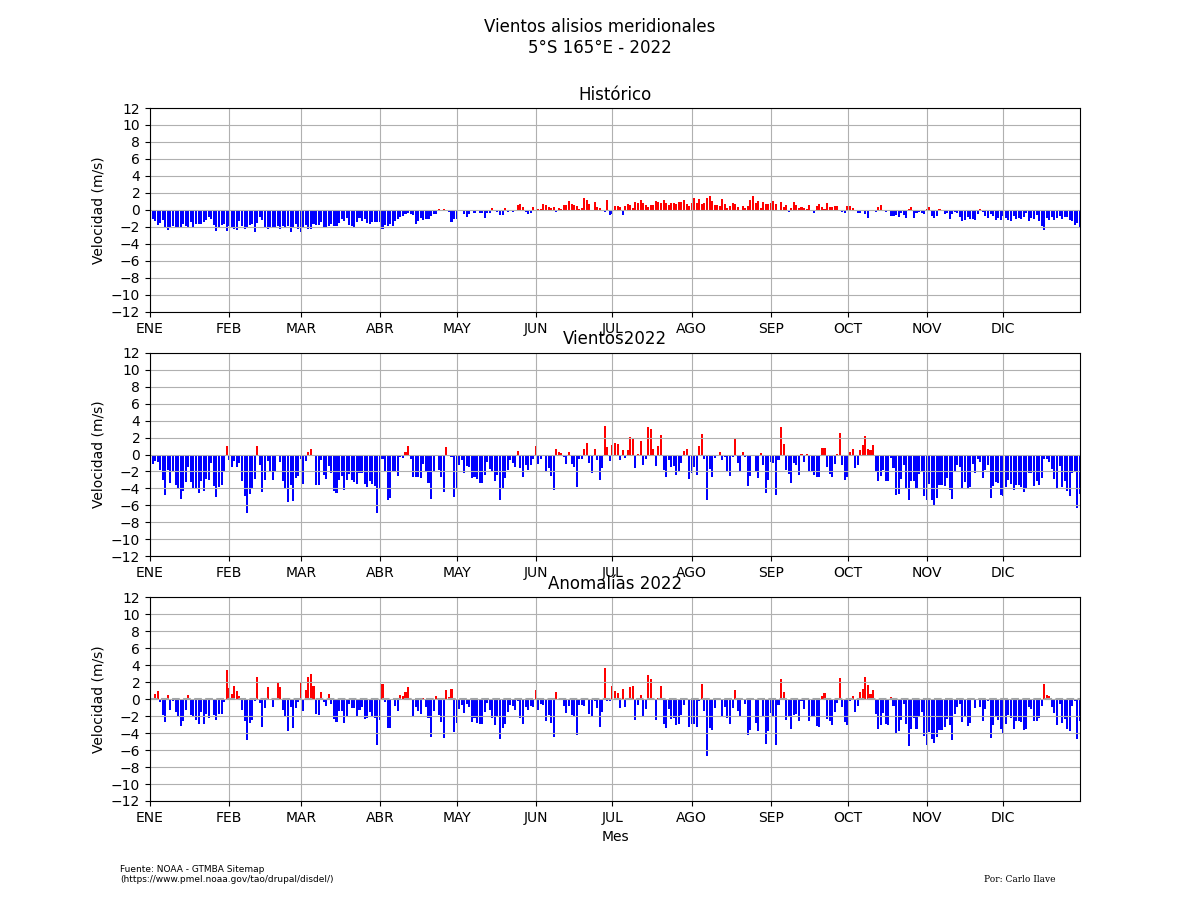 Vientos alisios meridionales
5°S 165°E - 2022
Histórico
12
10
8
6
4
2
0
−2
−4
−6
−8
−10
−12
Velocidad (m/s)
ENE FEB MAR ABR MAY JUN JUL AGO SEP OCT NOV DIC
Vientos2022
12
10
8
6
4
2
0
−2
−4
−6
−8
−10
−12
Velocidad (m/s)
ENE FEB MAR ABR MAY JUN JUL AGO SEP OCT NOV DIC
Anomalías 2022
12
10
8
6
4
2
0
−2
−4
−6
−8
−10
−12
Velocidad (m/s)
ENE FEB MAR ABR MAY JUN JUL AGO SEP OCT NOV DIC
Mes
Fuente: NOAA - GTMBA Sitemap
(https://www.pmel.noaa.gov/tao/drupal/disdel/)
Por: Carlo Ilave